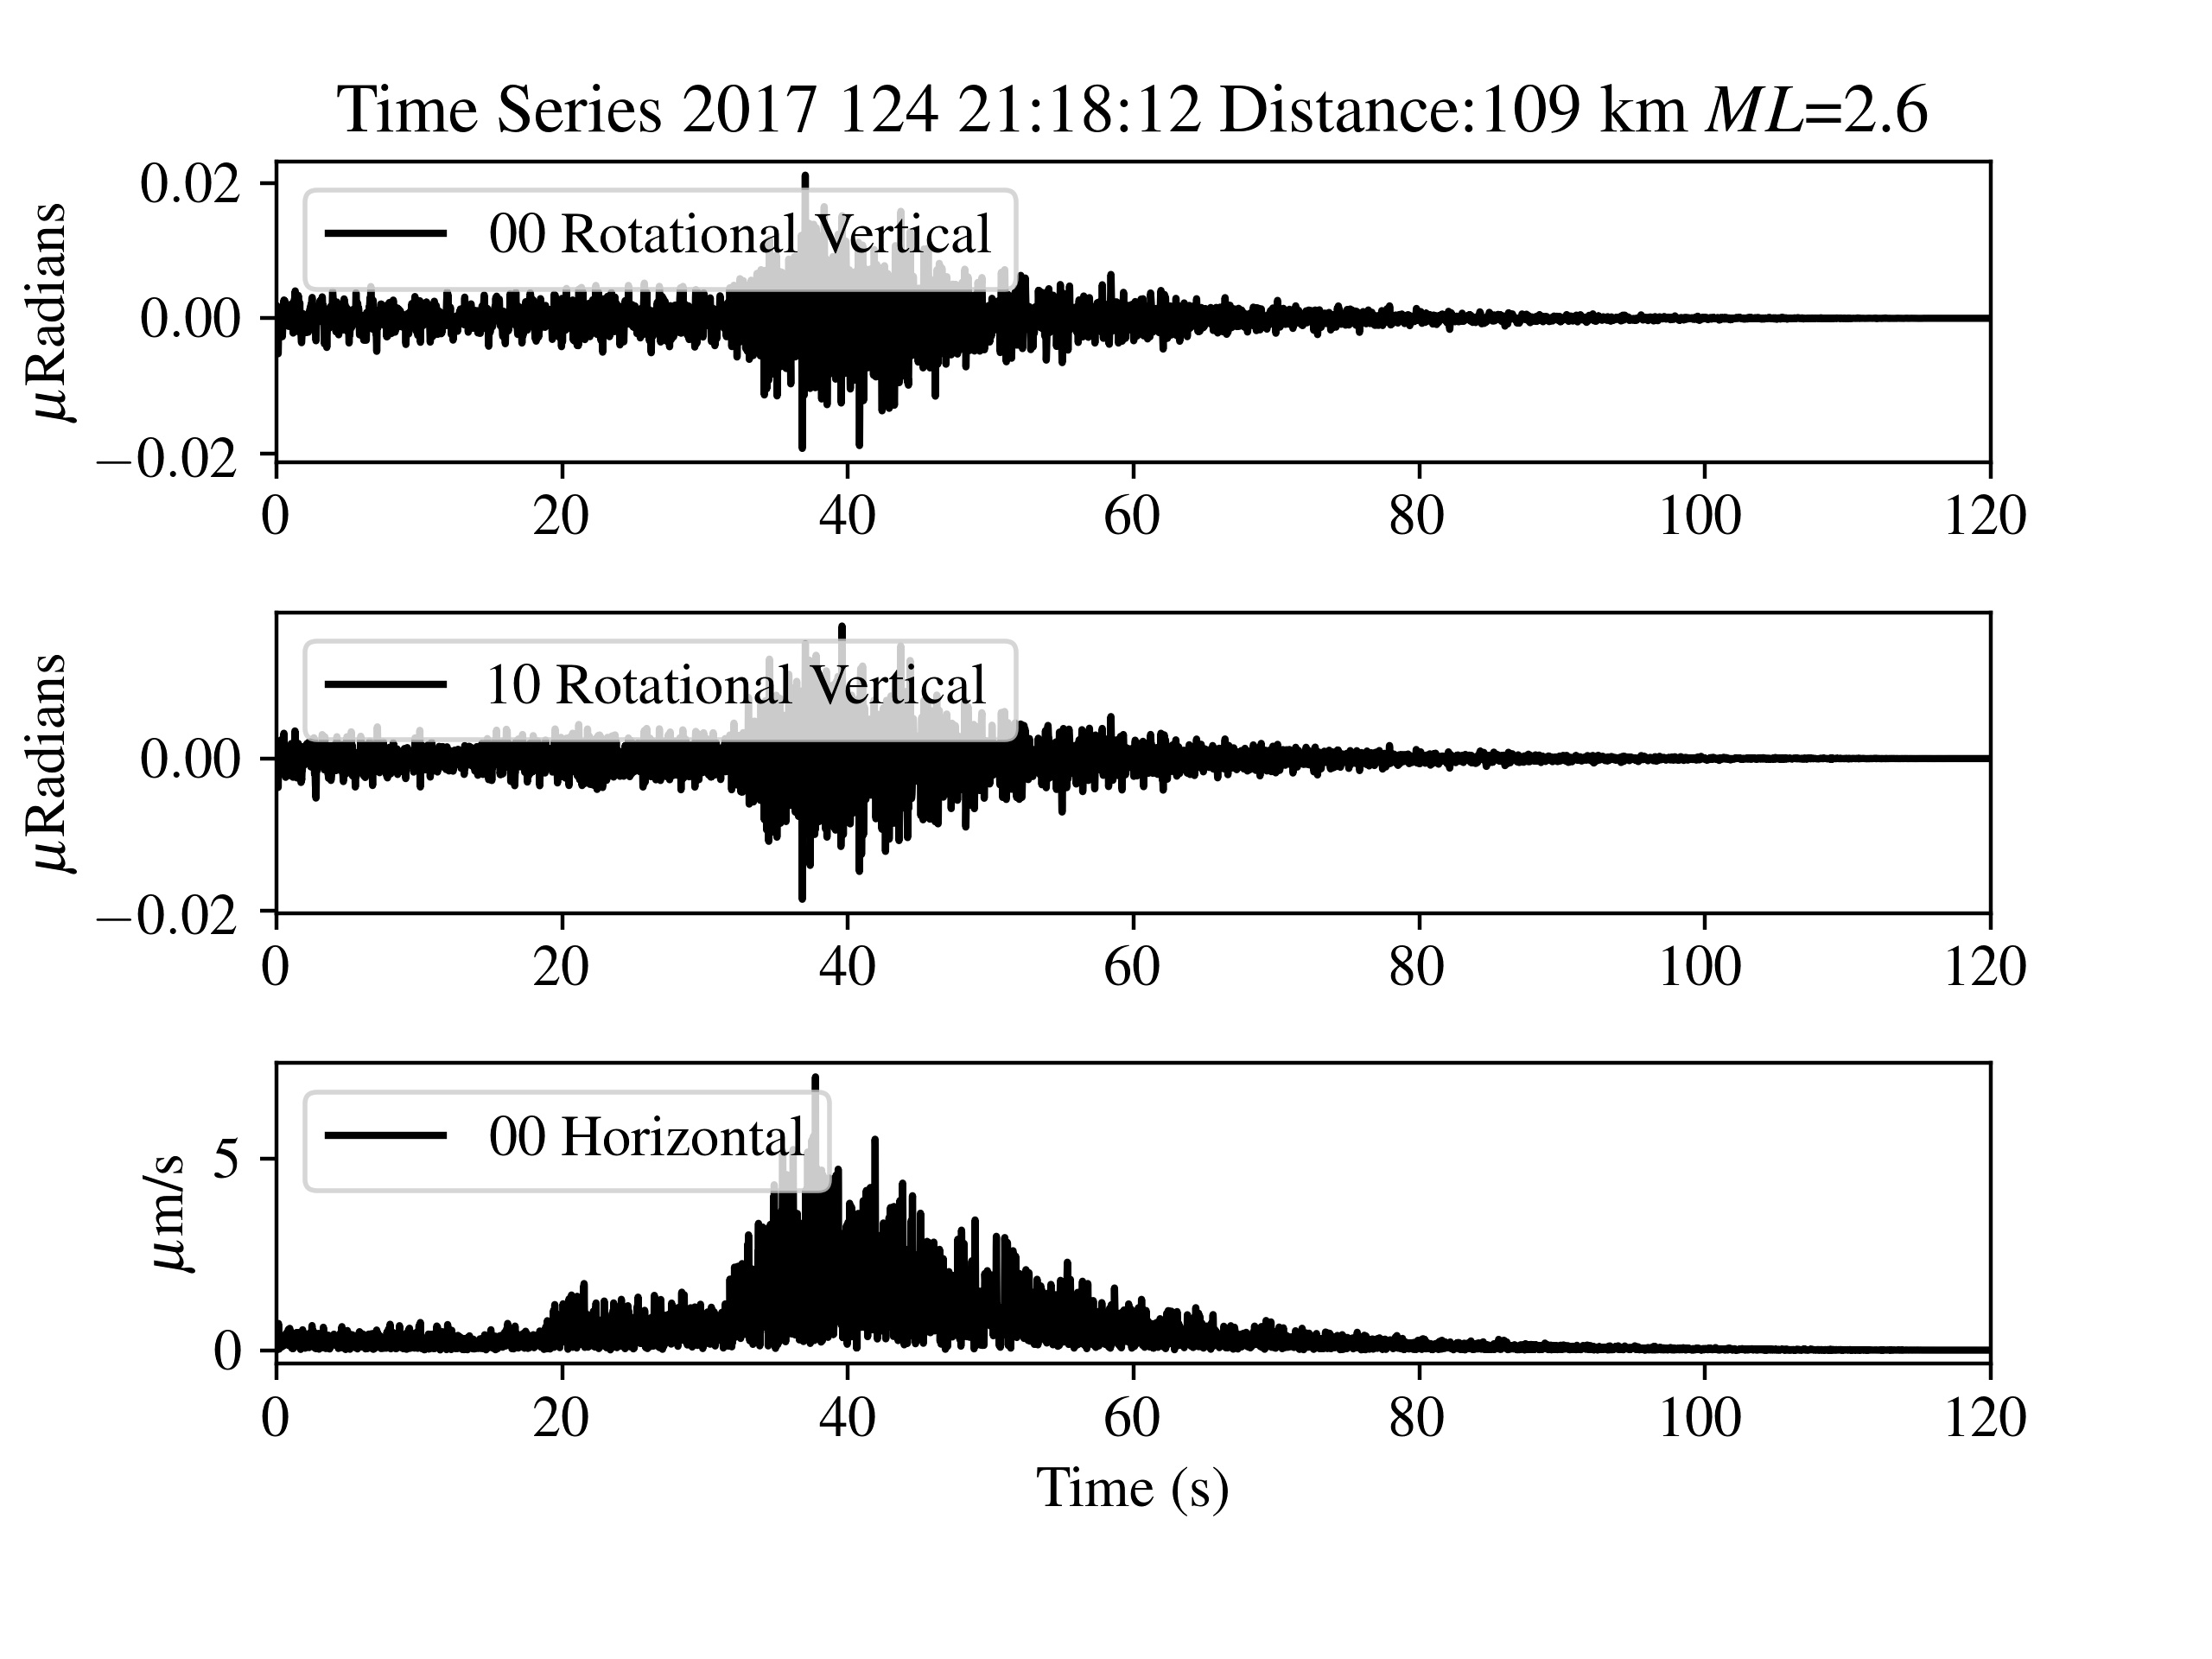 Time Series 2017 124 21:18:12 Distance:109 km ML=2.6
µRadians
0.02
0.00
−0.02
00 Rotational Vertical
0 20 40 60 80 100 120
µRadians
0.00
−0.02
10 Rotational Vertical
0 20 40 60 80 100 120
µm/s
5
0
00 Horizontal
0 20 40 60 80 100 120
Time (s)